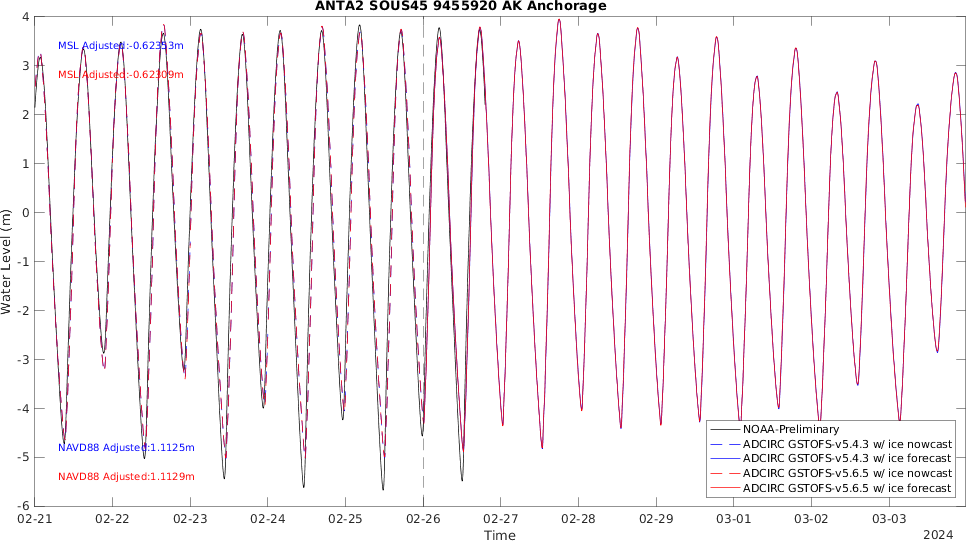 ANTA2 SOUS45 9455920 AK Anchorage
4
3
2
1
0
-1
-2
-3
-4
-5
-6
Water Level (m)
MSL Adjusted:-0.62353m
MSL Adjusted:-0.62309m
NAVD88 Adjusted:1.1125m
NAVD88 Adjusted:1.1129m
NOAA-Preliminary
ADCIRC GSTOFS-v5.4.3 w/ ice nowcast
ADCIRC GSTOFS-v5.4.3 w/ ice forecast
ADCIRC GSTOFS-v5.6.5 w/ ice nowcast
ADCIRC GSTOFS-v5.6.5 w/ ice forecast
02-21 02-22 02-23 02-24 02-25 02-26 02-27 02-28 02-29 03-01 03-02 03-03
Time
2024